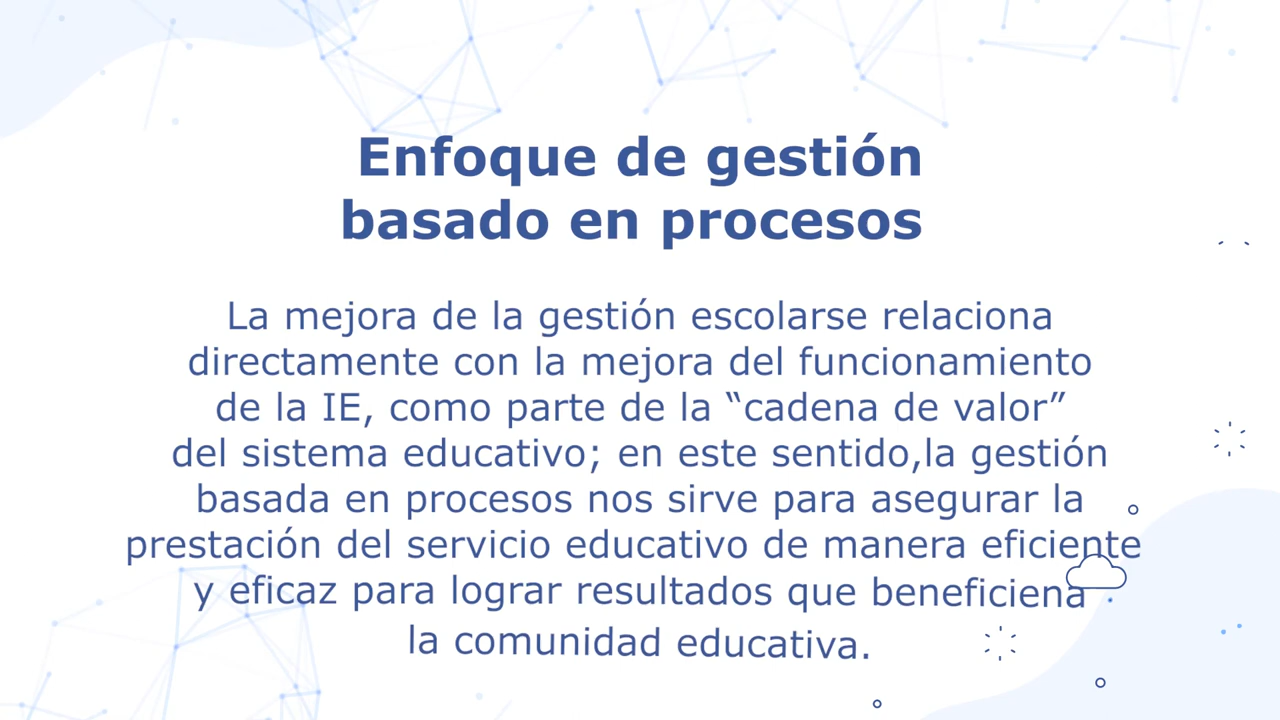 Enfoque de gestión
basado en procesos
La mejora de la gestión escolarse relaciona
directamente con la mejora del funcionamiento
de la IE, como parte de la “cadena de valor”
del sistema educativo; en este sentido,la gestión
basada en procesos nos sirve para asegurar la
prestación del servicio educativo de manera eficiente
y eficaz para lograr resultados que beneficiena
la comunidad educativa.